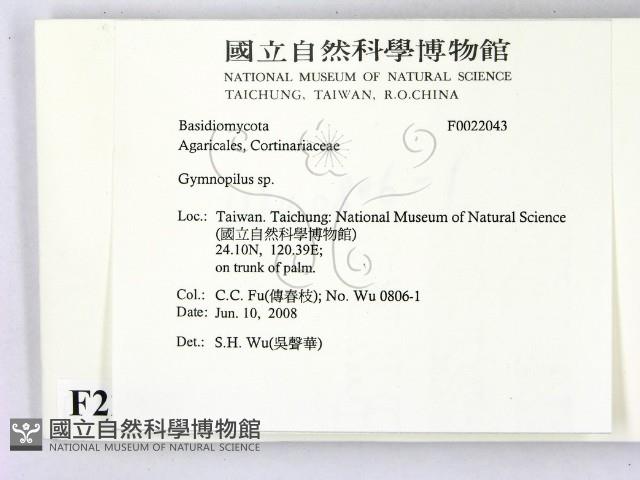 國立自然科學博物館
NATIONAL MUSEUM OF NATURAL SCIENCE
TAICHUNG, TAIWAN, R.O.CHINA
Basidiomycota F0022043
Agaricales, Cortinariaceae
Gymnopilus sp.
Loc.: Taiwan. Taichung: National Museum of Natural Science
(國立自然科學博物館)
24.10N, 120.39E;
on trunk of palm.
Col.: C.C. Fu(傅春枝); No. Wu 0806-1
Date: Jun. 10, 2008
Det.: S.H. Wu(吳聲華)
F2
國立自然科學博物館
NATIONAL MUSEUM OF NATURAL SCIENCE